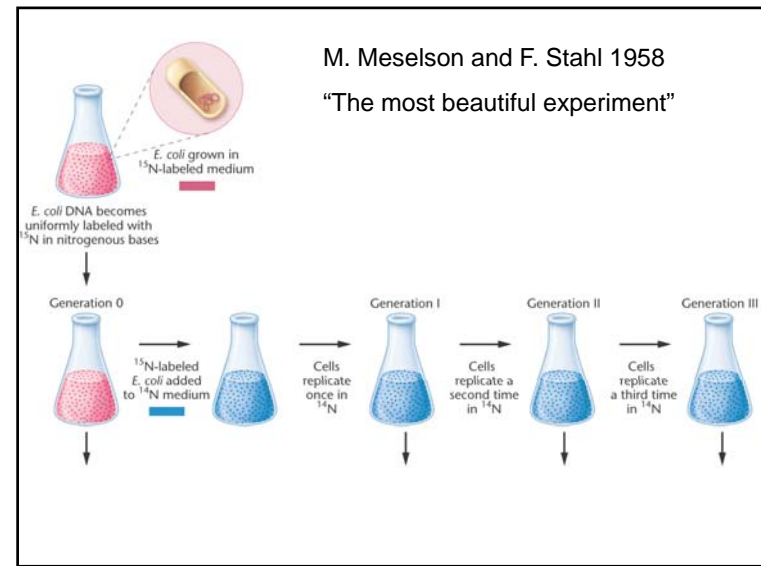 M. Meselson and F. Stahl 1958
“The most beautiful experiment”
E. coli grown in
¹⁵N-labeled medium
E. coli DNA becomes
uniformly labeled with
¹⁵N in nitrogenous bases
Generation 0
¹⁵N-labeled
E. coli added
to ¹⁴N medium
Cells
replicate
once in
¹⁴N
Generation I
Cells
replicate a
second time
in ¹⁴N
Generation II
Cells
replicate
a third time
in ¹⁴N
Generation III